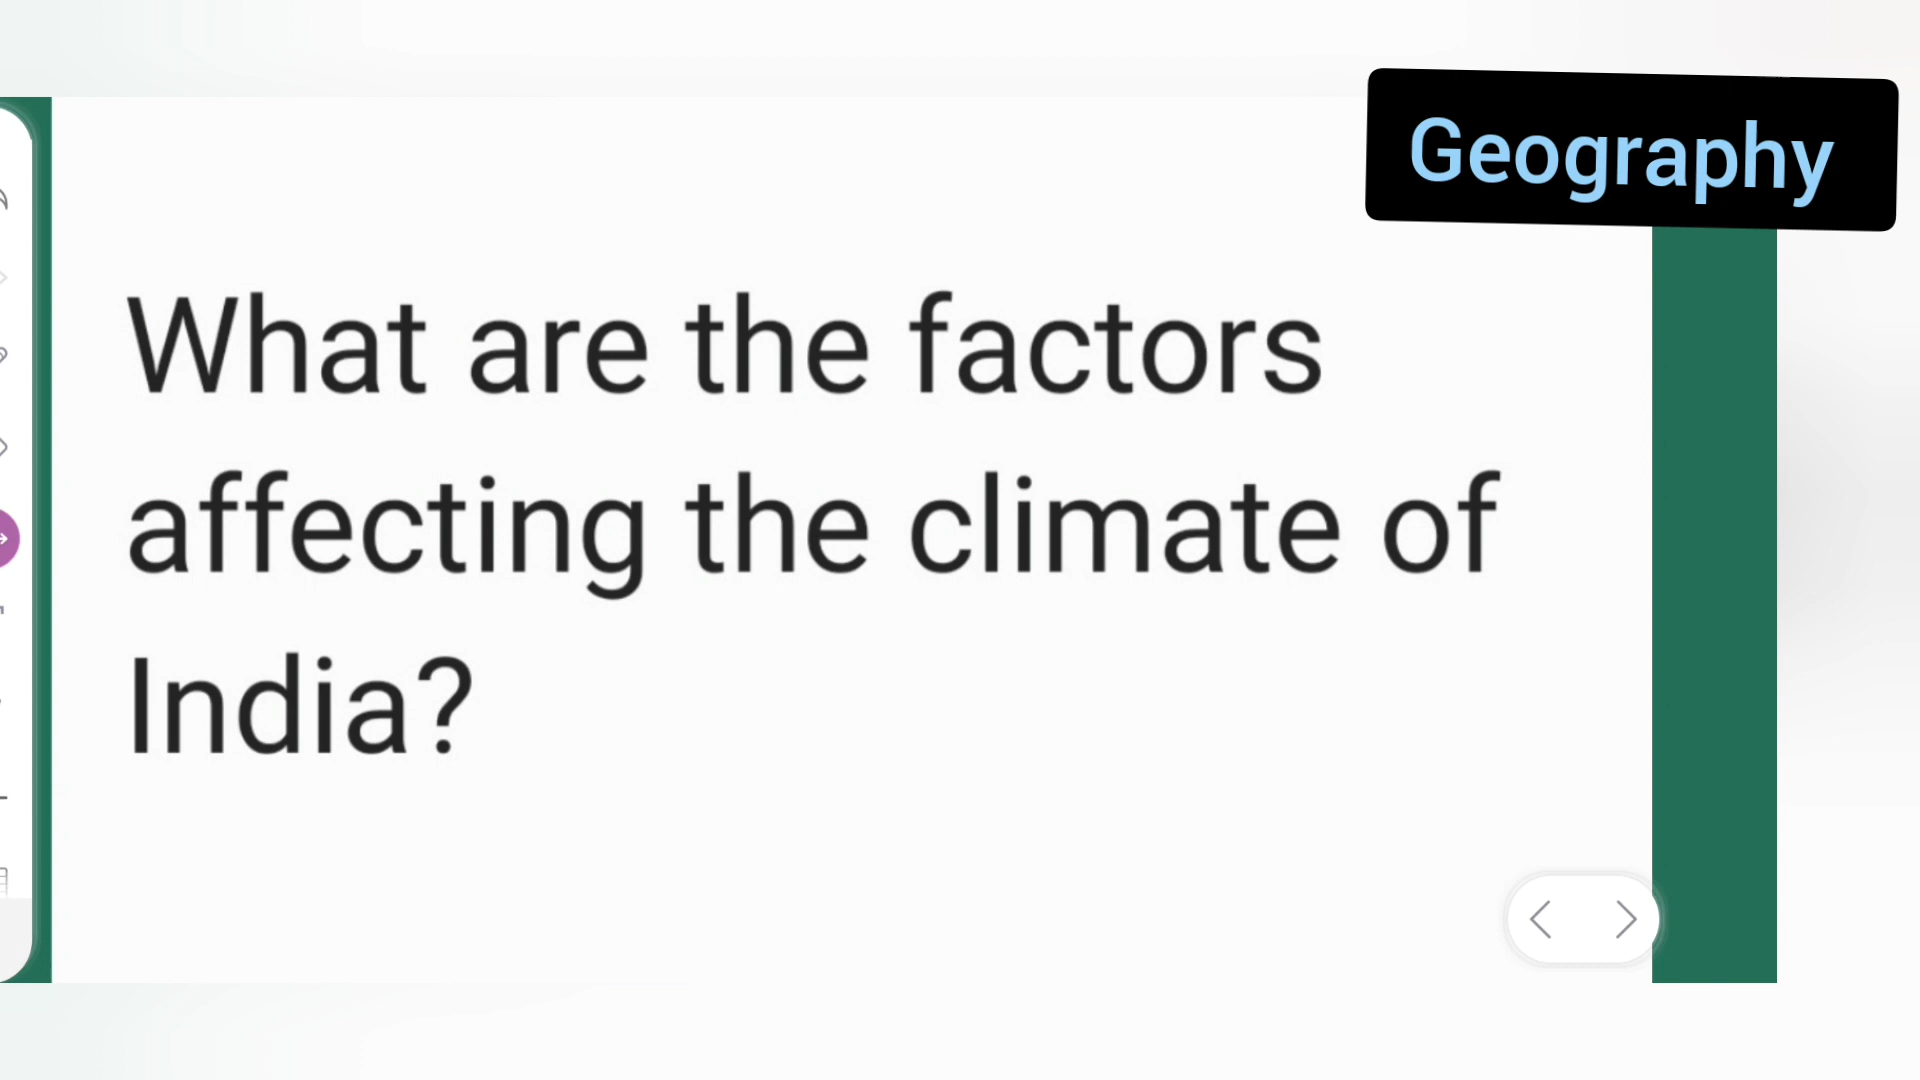 Geography
What are the factors
affecting the climate of
India?